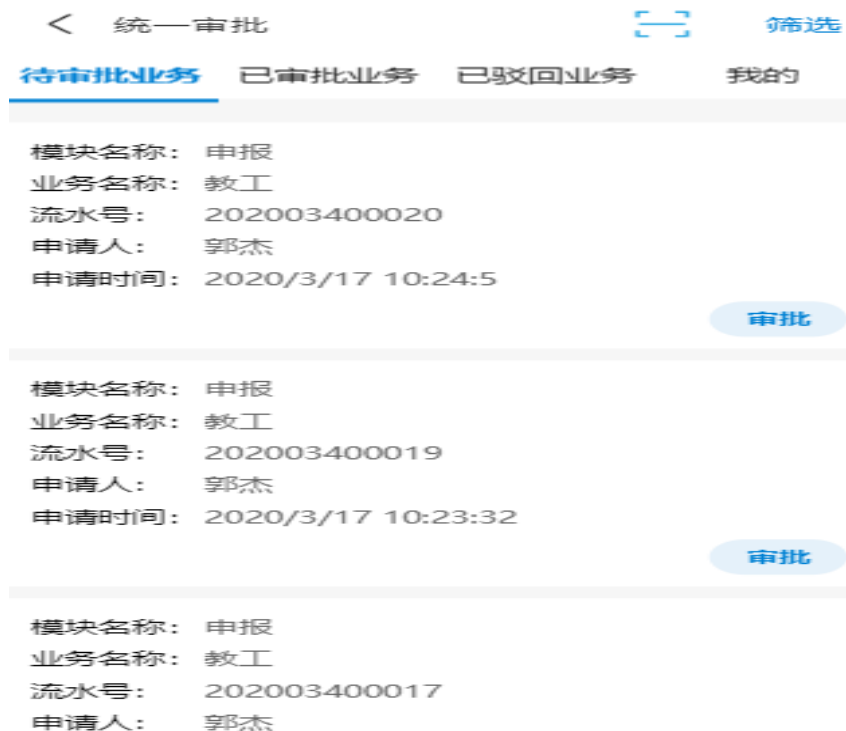 统一审批 筛选
待审批业务 已审批业务 已驳回业务 我的
模块名称: 申报
业务名称: 教工
流水号: 202003400020
申请人: 郭杰
申请时间: 2020/3/17 10:24:5
审批
模块名称: 申报
业务名称: 教工
流水号: 202003400019
申请人: 郭杰
申请时间: 2020/3/17 10:23:32
审批
模块名称: 申报
业务名称: 教工
流水号: 202003400017
申请人: 郭杰